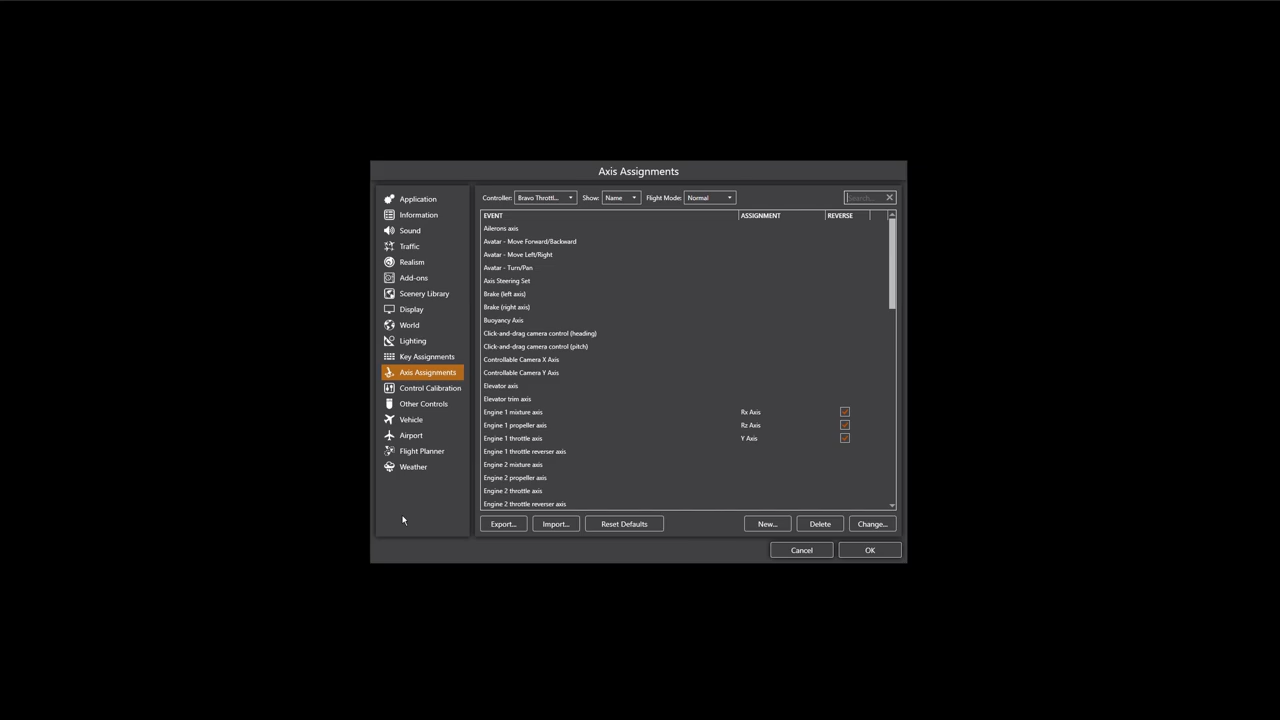 Axis Assignments
Application
Information
Sound
Traffic
Realism
Add-ons
Scenery Library
Display
World
Lighting
Key Assignments
Axis Assignments
Control Calibration
Other Controls
Vehicle
Airport
Flight Planner
Weather
Controller: Bravo Throttl... Show: Name Flight Mode: Normal Search...
EVENT ASSIGNMENT REVERSE
Ailerons axis
Avatar - Move Forward/Backward
Avatar - Move Left/Right
Avatar - Turn/Pan
Axis Steering Set
Brake (left axis)
Brake (right axis)
Buoyancy Axis
Click-and-drag camera control (heading)
Click-and-drag camera control (pitch)
Controllable Camera X Axis
Controllable Camera Y Axis
Elevator axis
Elevator trim axis
Engine 1 mixture axis Rx Axis
Engine 1 propeller axis Rz Axis
Engine 1 throttle axis Y Axis
Engine 1 throttle reverser axis
Engine 2 mixture axis
Engine 2 propeller axis
Engine 2 throttle axis
Engine 2 throttle reverser axis
Export... Import... Reset Defaults New... Delete Change...
Cancel OK